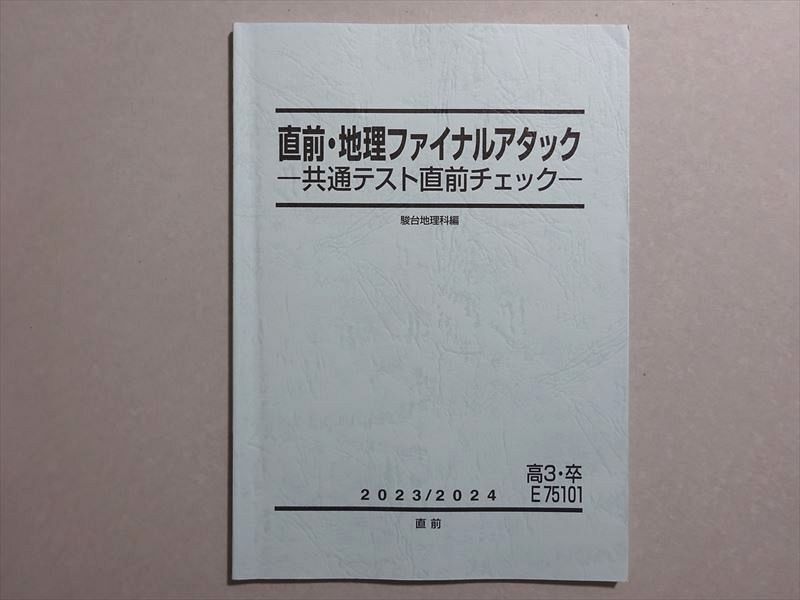 直前・地理ファイナルアタック
―共通テスト直前チェック―
駿台地理科編
高3・卒
2023/2024
E75101
直前